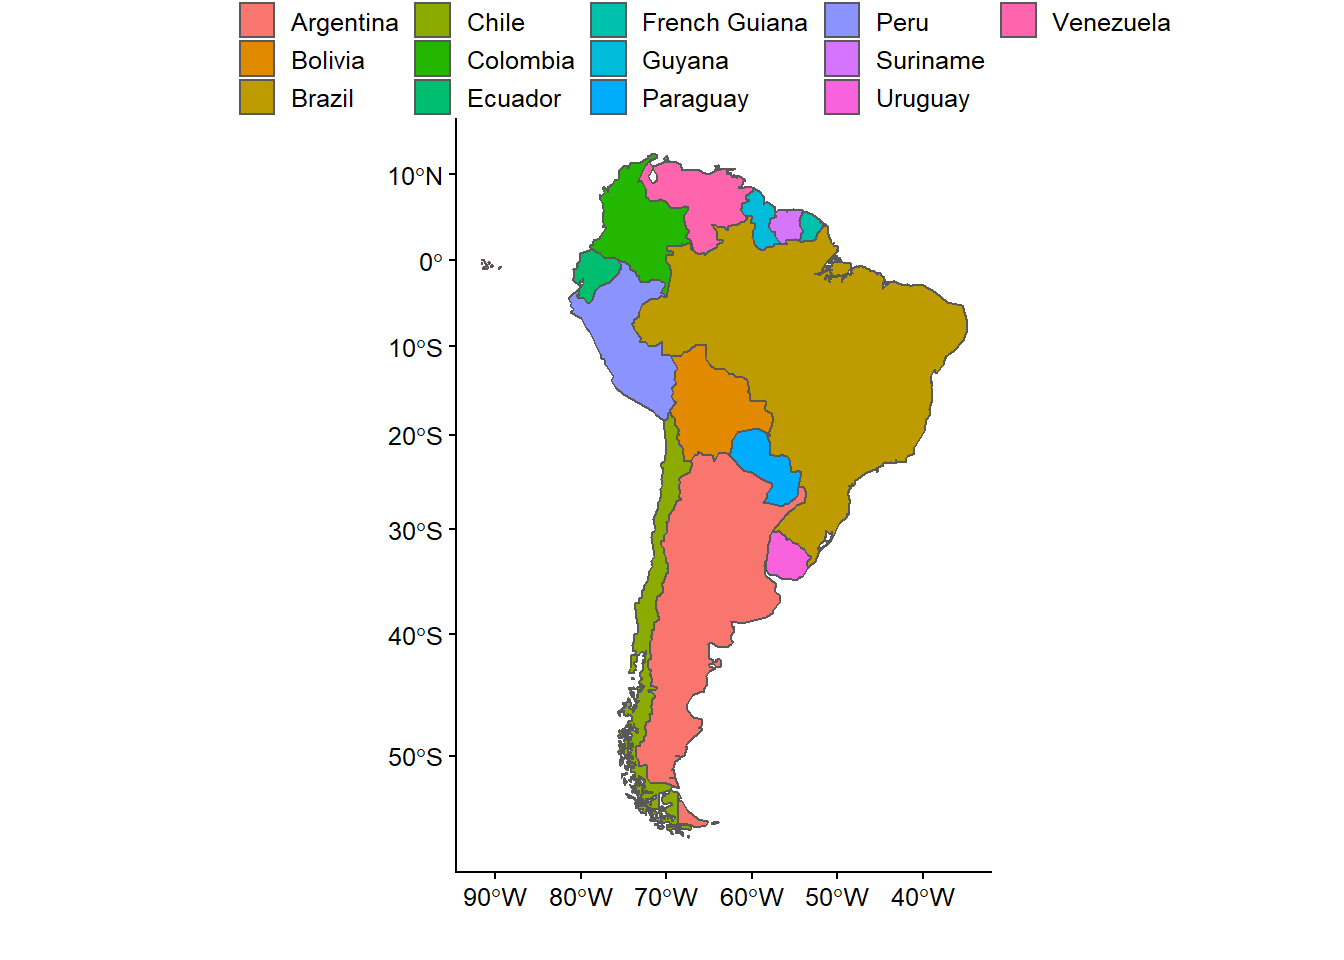 Argentina Chile French Guiana Peru Venezuela
Bolivia Colombia Guyana Suriname
Brazil Ecuador Paraguay Uruguay
10°N
0°
10°S
20°S
30°S
40°S
50°S
90°W 80°W 70°W 60°W 50°W 40°W